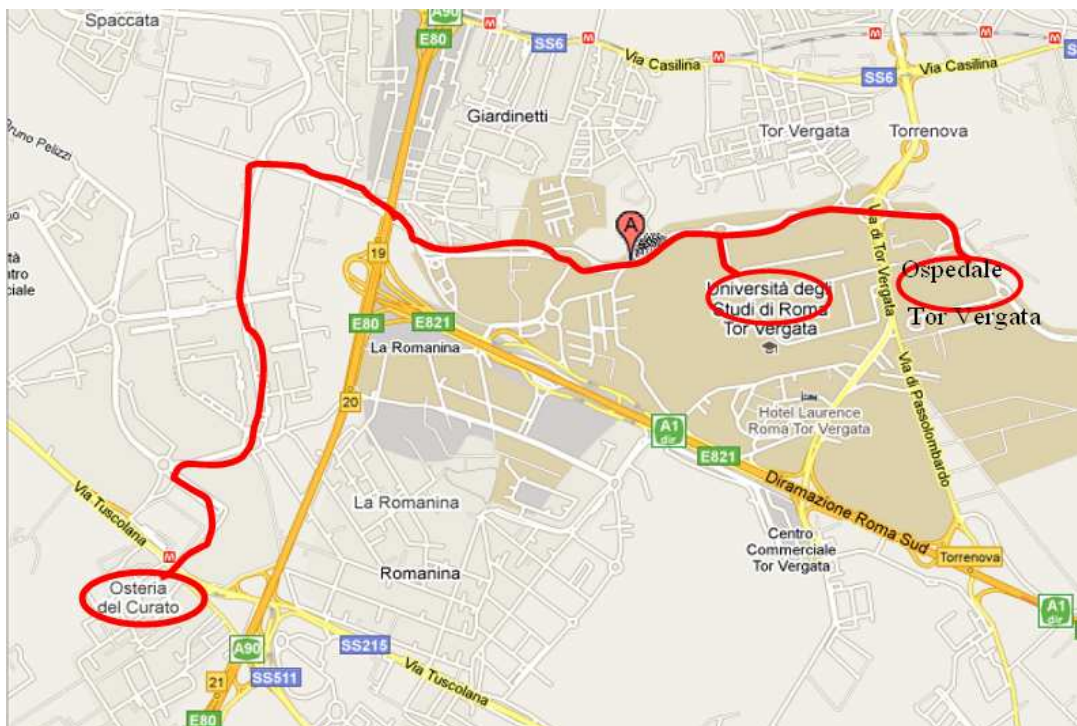 Spaccata
A90
E80
M
M
SS6
Via Casilina
M
M
M
SS6
Via Casilina
Bruno Pelizzi
Giardinetti
Tor Vergata
Torrenova
A
19
Via di Tor Vergata
Ospedale
Tor Vergata
Università degli
Studi di Roma
Tor Vergata
E80
E821
La Romanina
20
Hotel Laurence
Roma Tor Vergata
Via di Passolombardo
A1
dir
E821
Diramazione Roma Sud
Via Tuscolana
La Romanina
Centro
Commerciale
Tor Vergata
Torrenova
M
Osteria
del Curato
Romanina
A1
dir
A90
SS215
Via Tuscolana
21
SS511
E80